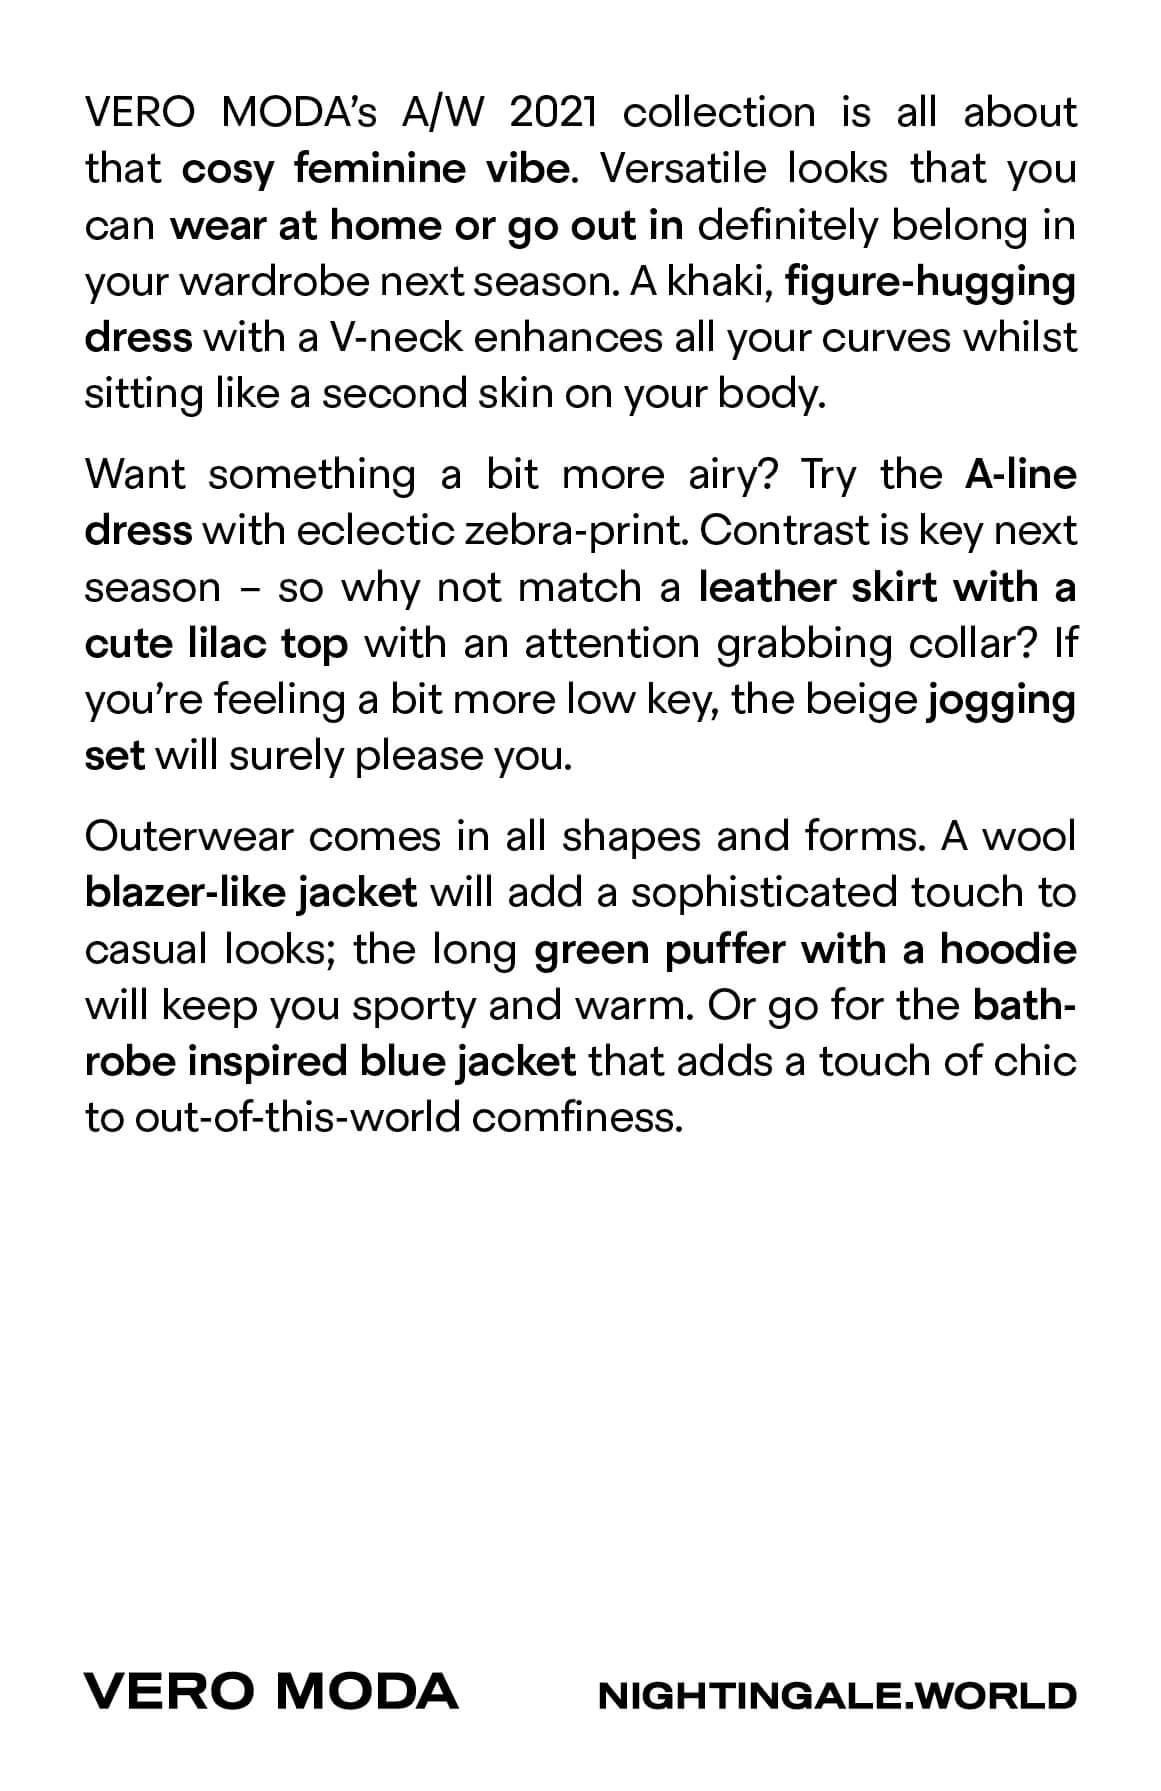 VERO MODA’s A/W 2021 collection is all about
that cosy feminine vibe. Versatile looks that you
can wear at home or go out in definitely belong in
your wardrobe next season. A khaki, figure-hugging
dress with a V-neck enhances all your curves whilst
sitting like a second skin on your body.
Want something a bit more airy? Try the A-line
dress with eclectic zebra-print. Contrast is key next
season – so why not match a leather skirt with a
cute lilac top with an attention grabbing collar? If
you’re feeling a bit more low key, the beige jogging
set will surely please you.
Outerwear comes in all shapes and forms. A wool
blazer-like jacket will add a sophisticated touch to
casual looks; the long green puffer with a hoodie
will keep you sporty and warm. Or go for the bath-
robe inspired blue jacket that adds a touch of chic
to out-of-this-world comfiness.
VERO MODA
NIGHTINGALE.WORLD